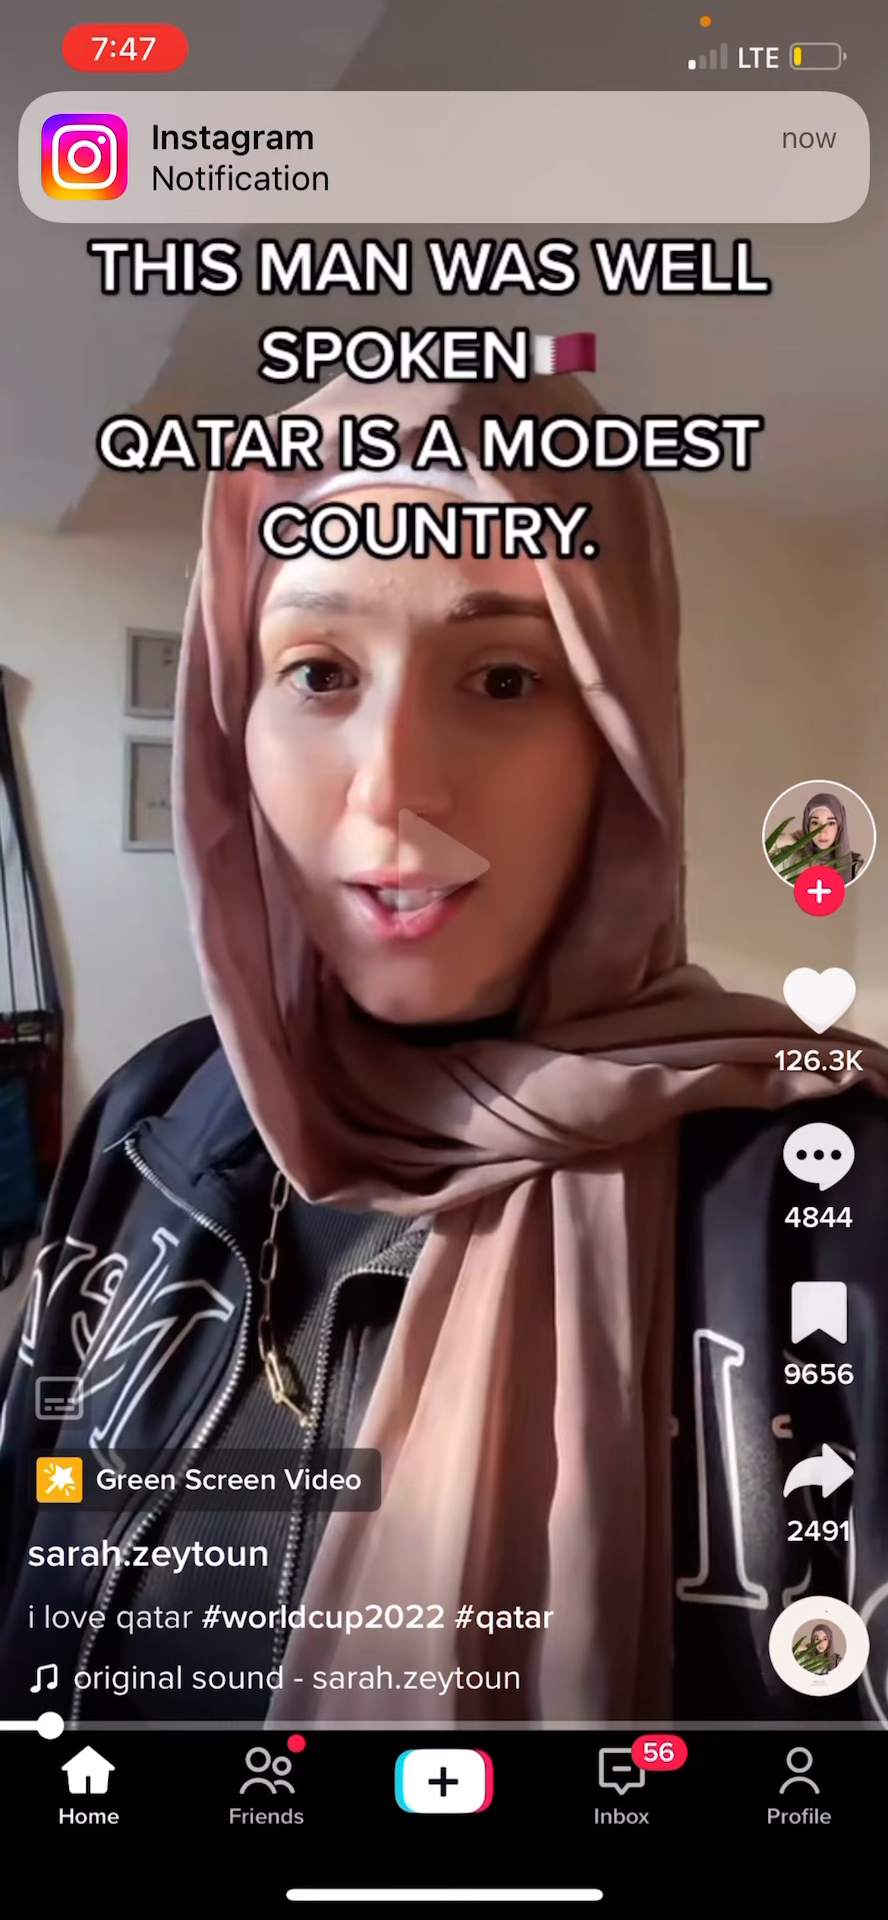 7:47
LTE
Instagram
now
Notification
THIS MAN WAS WELL
SPOKEN🇶🇦
QATAR IS A MODEST
COUNTRY.
126.3K
4844
9656
2491
Green Screen Video
sarah.zeytoun
i love qatar #worldcup2022 #qatar
original sound - sarah.zeytoun
Home
Friends
56
Inbox
Profile